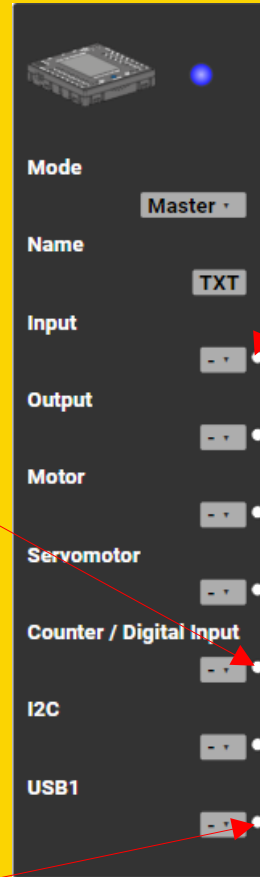 Mode
Master
Name
TXT
Input
-
Output
-
Motor
-
Servomotor
-
Counter / Digital Input
-
I2C
-
USB1
-